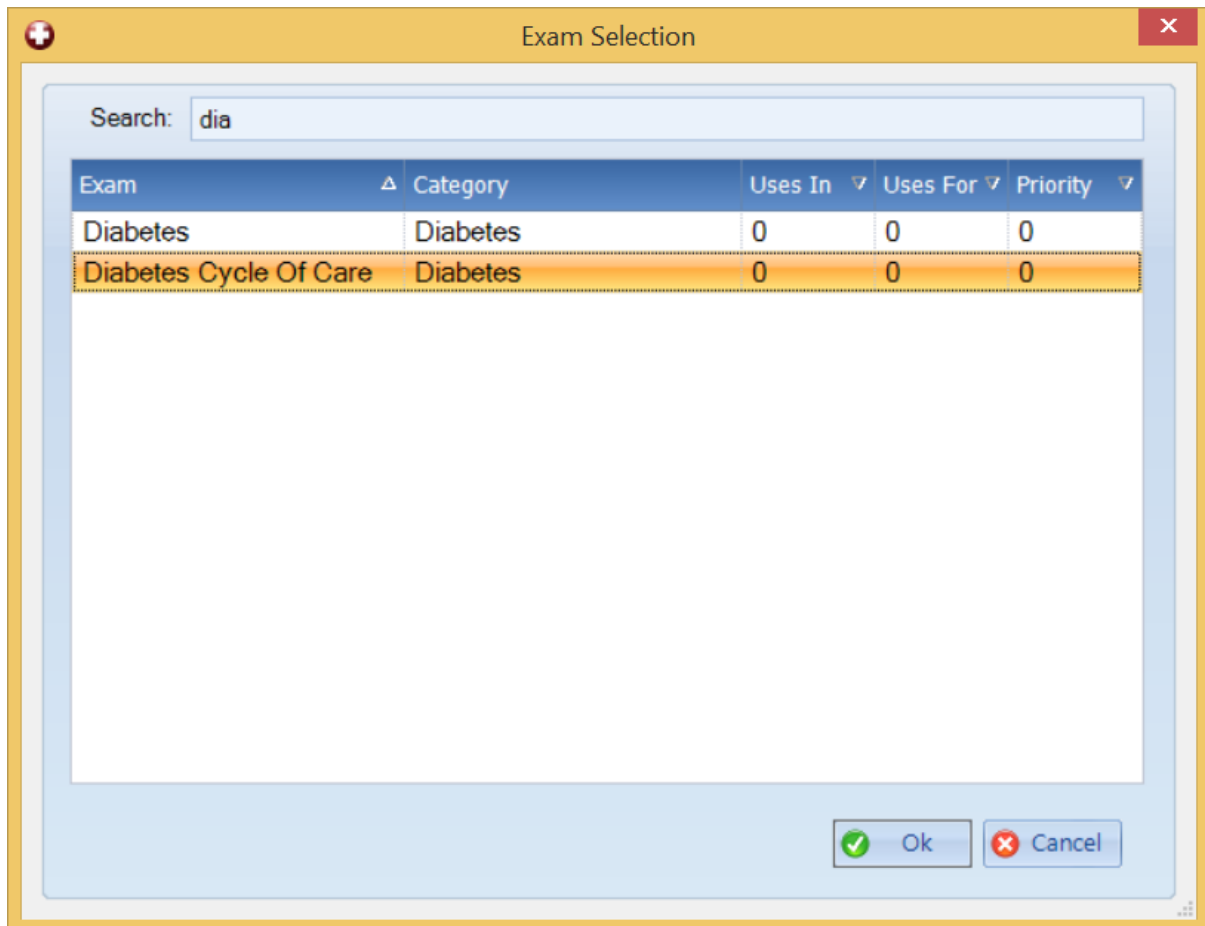 Exam Selection
Search: dia
Exam Category Uses In Uses For Priority
Diabetes Diabetes 0 0 0
Diabetes Cycle Of Care Diabetes 0 0 0
Ok Cancel